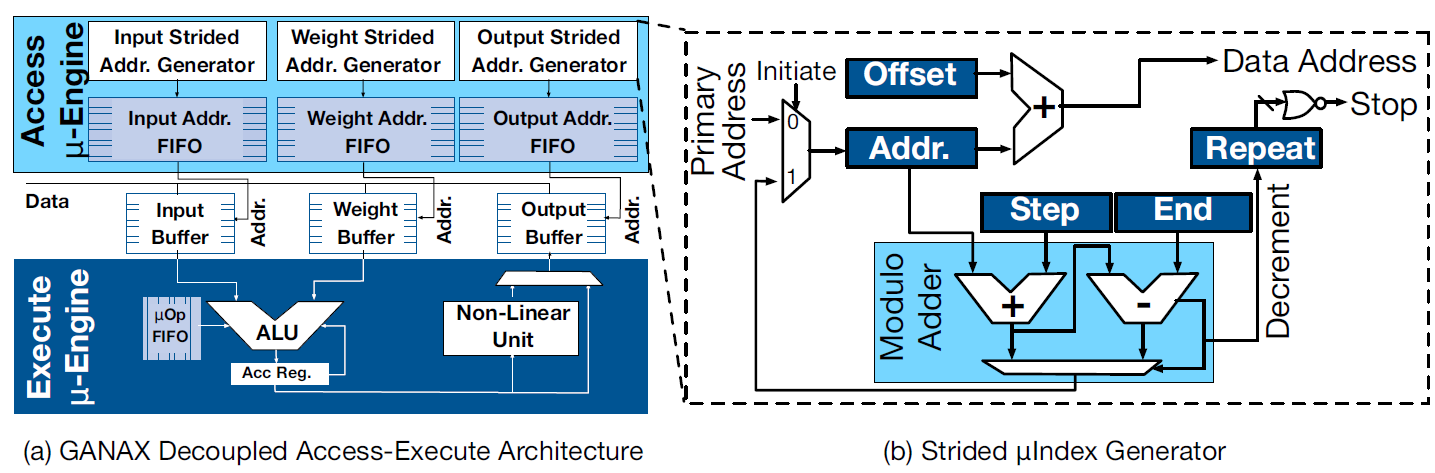 Access
μ-Engine
Input Strided
Addr. Generator
Weight Strided
Addr. Generator
Output Strided
Addr. Generator
Input Addr.
FIFO
Weight Addr.
FIFO
Output Addr.
FIFO
Data
Input
Buffer
Addr.
Weight
Buffer
Addr.
Output
Buffer
Addr.
Execute
μ-Engine
μOp
FIFO
ALU
Acc Reg.
Non-Linear
Unit
(a) GANAX Decoupled Access-Execute Architecture
Primary
Address
Initiate
0
1
Offset
Addr.
+
Data Address
Stop
Repeat
Decrement
Step
End
Modulo
Adder
+
-
(b) Strided μIndex Generator